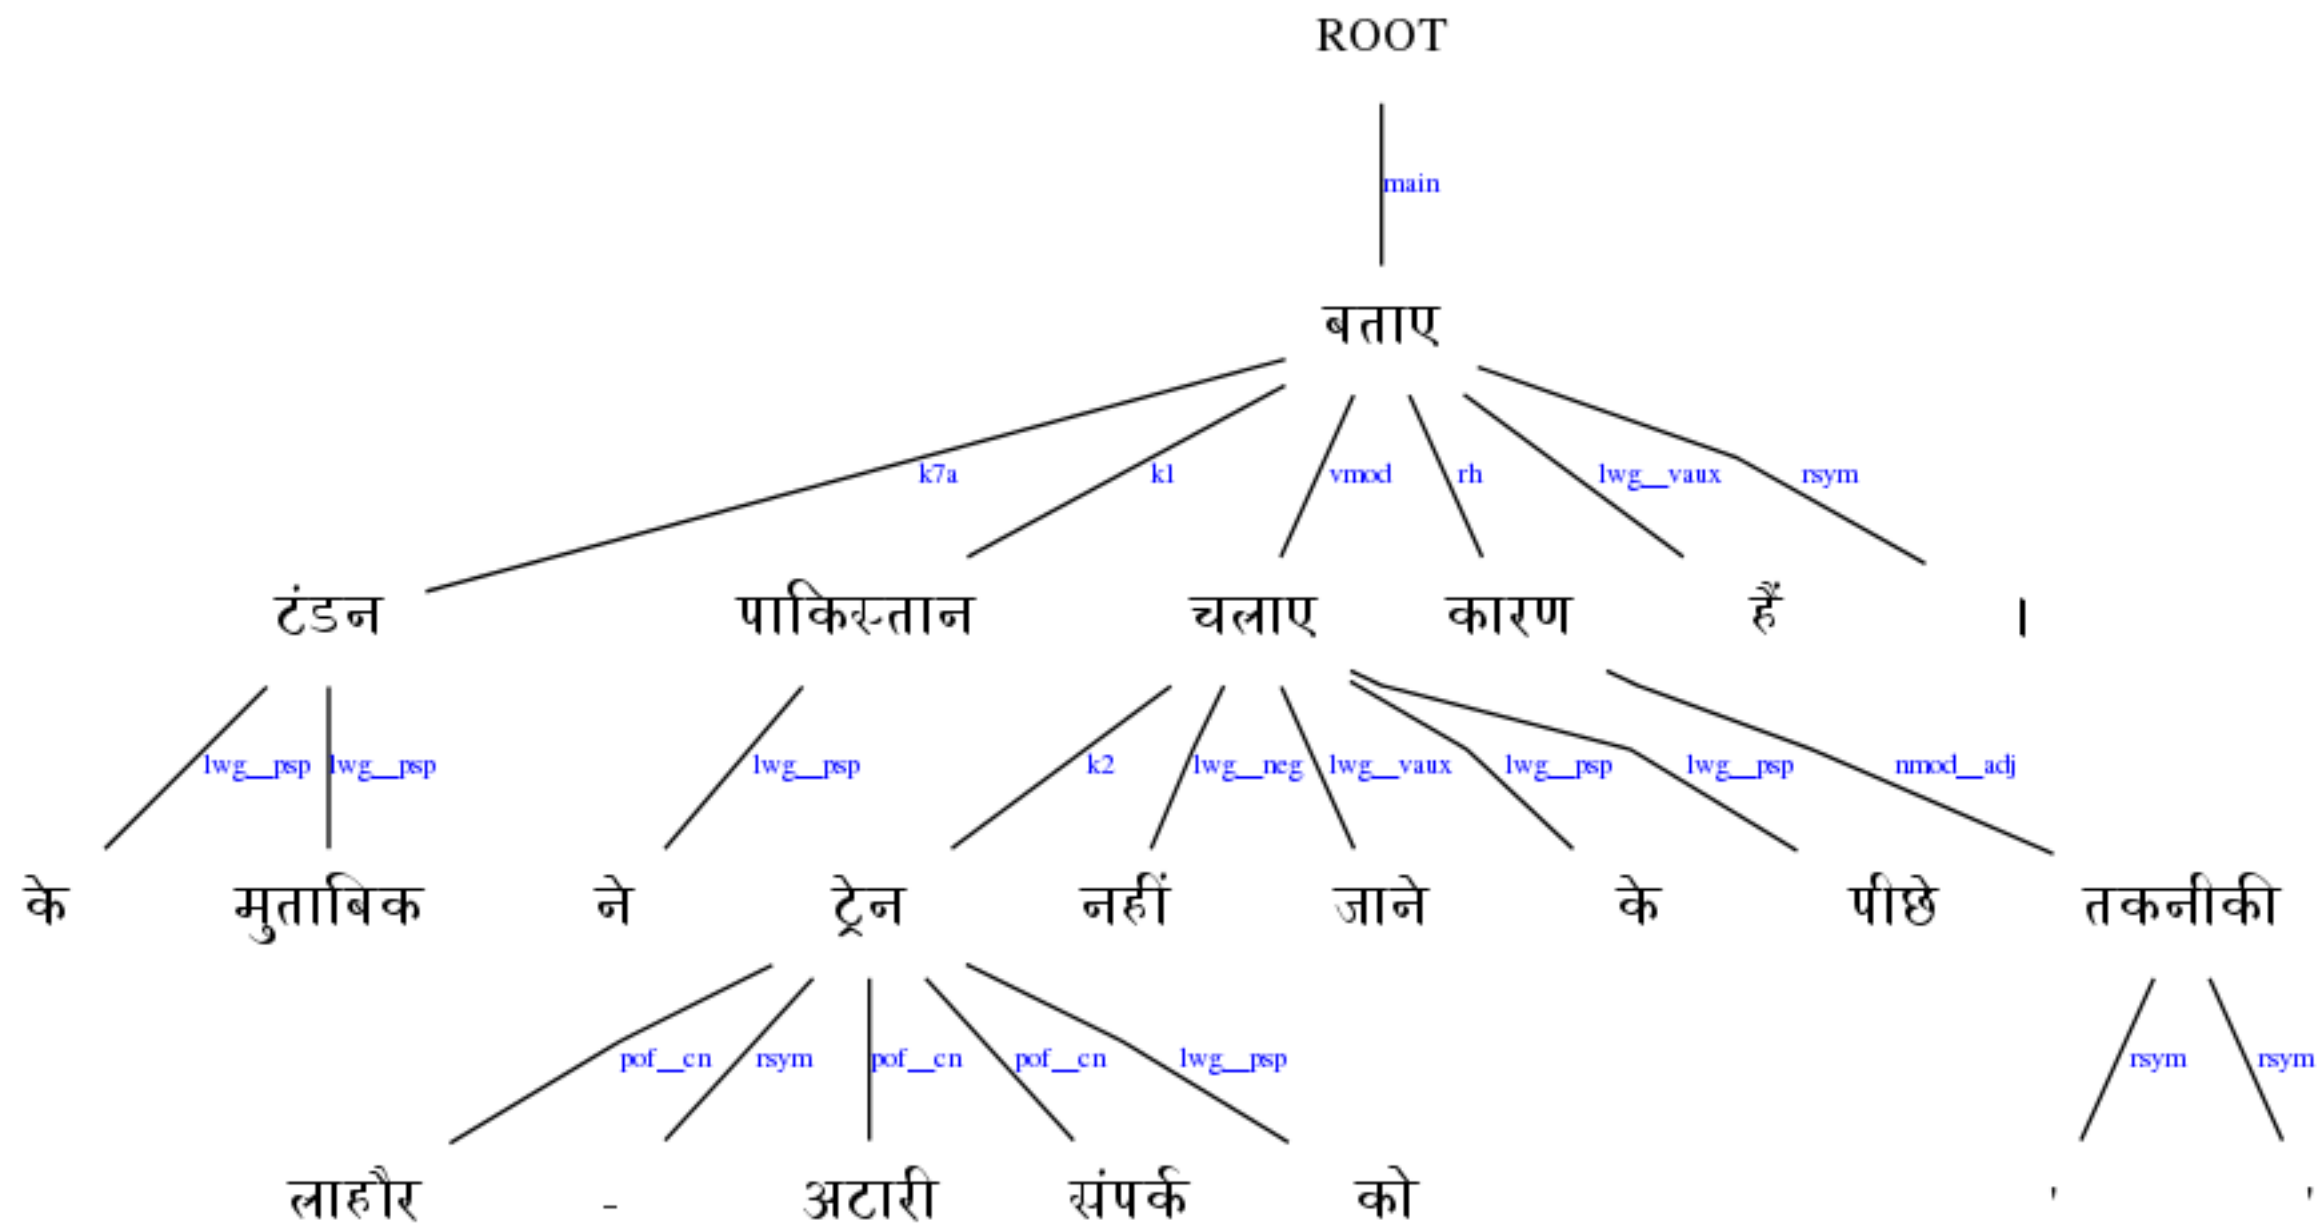 ROOT
main
बताए
k7a k1 vmod rh lwg__vaux rsym
टंडन पाकिस्तान चलाए कारण हैं ।
lwg__psp lwg__psp lwg__psp k2 lwg__neg lwg__vaux lwg__psp lwg__psp nmod__adj
के मुताबिक ने ट्रेन नहीं जाने के पीछे तकनीकी
pof__cn rsym pof__cn pof__cn lwg__psp rsym rsym
लाहौर - अटारी संपर्क को ' '